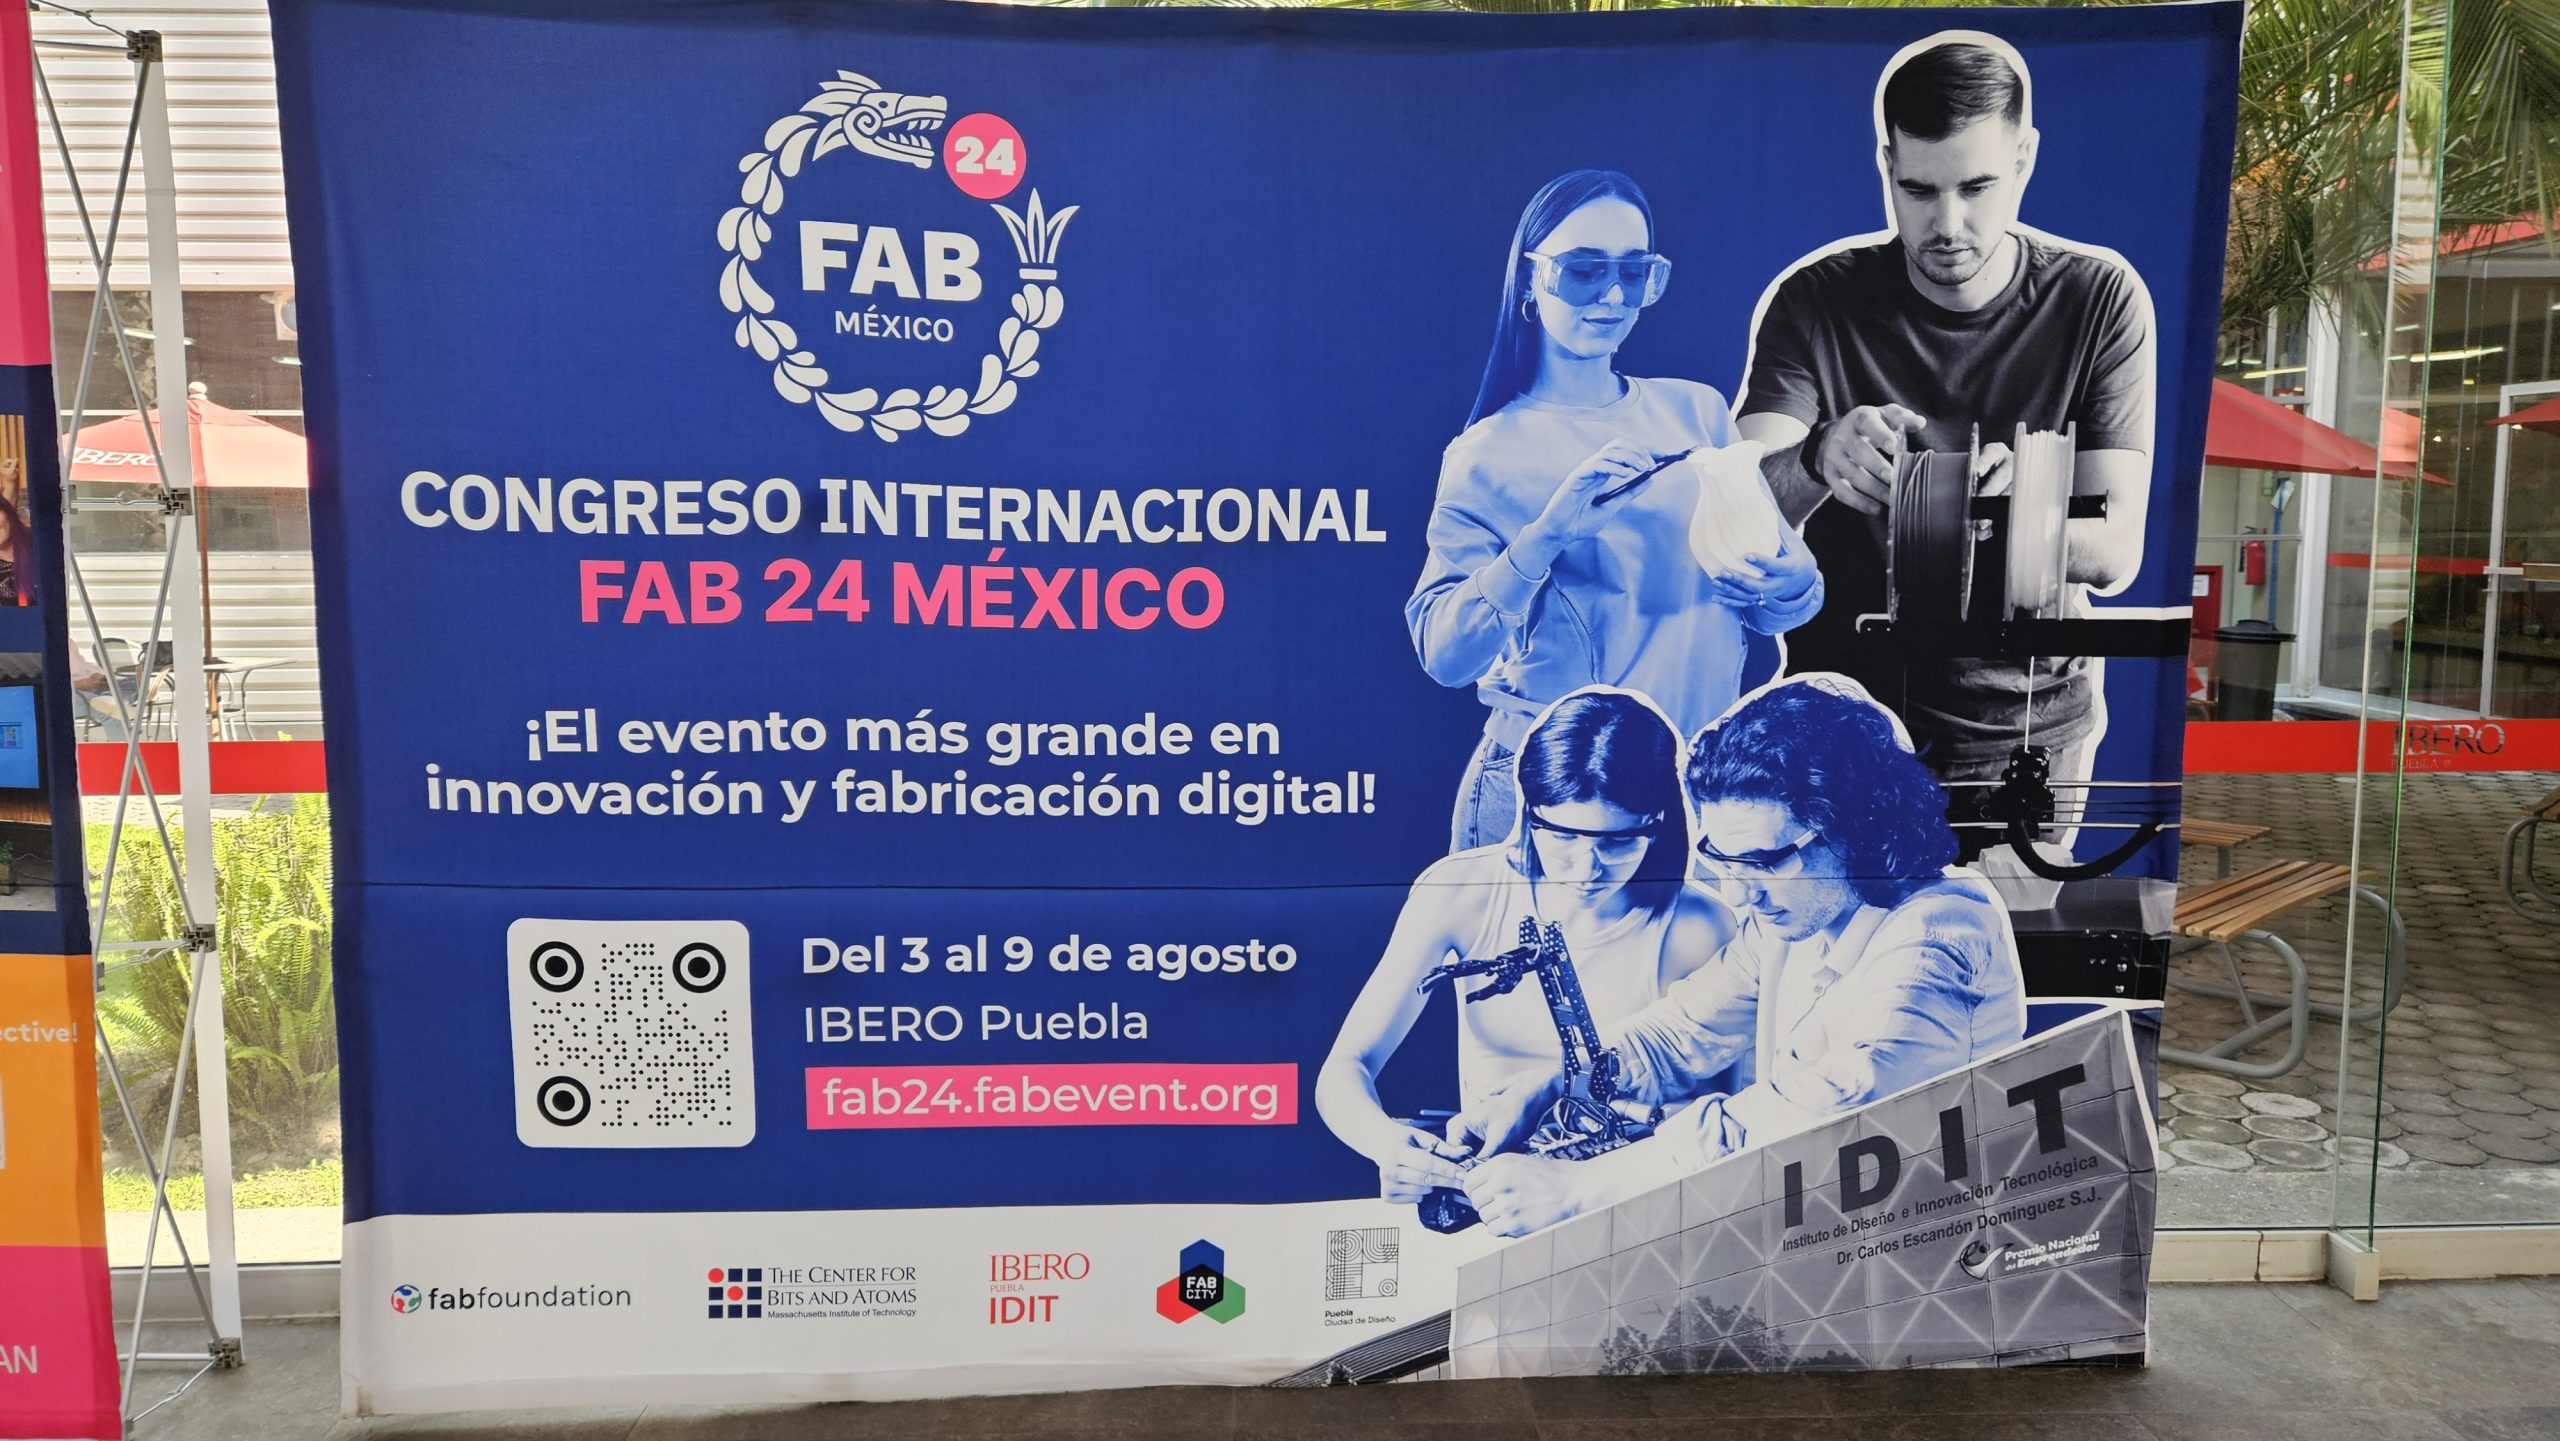 24
FAB
MÉXICO
CONGRESO INTERNACIONAL
FAB 24 MÉXICO
¡El evento más grande en
innovación y fabricación digital!
Del 3 al 9 de agosto
IBERO Puebla
fab24.fabevent.org
fabfoundation
THE CENTER FOR
BITS AND ATOMS
Massachusetts Institute of Technology
IBERO
PUEBLA
IDIT
FAB
CITY
Puebla
Ciudad de Diseño
IDIT
Instituto de Diseño e Innovación Tecnológica
Dr. Carlos Escandón Domínguez S.J.
Premio Nacional
del Emprendedor
IBERO
PUEBLA
IBERO
ective!
AN